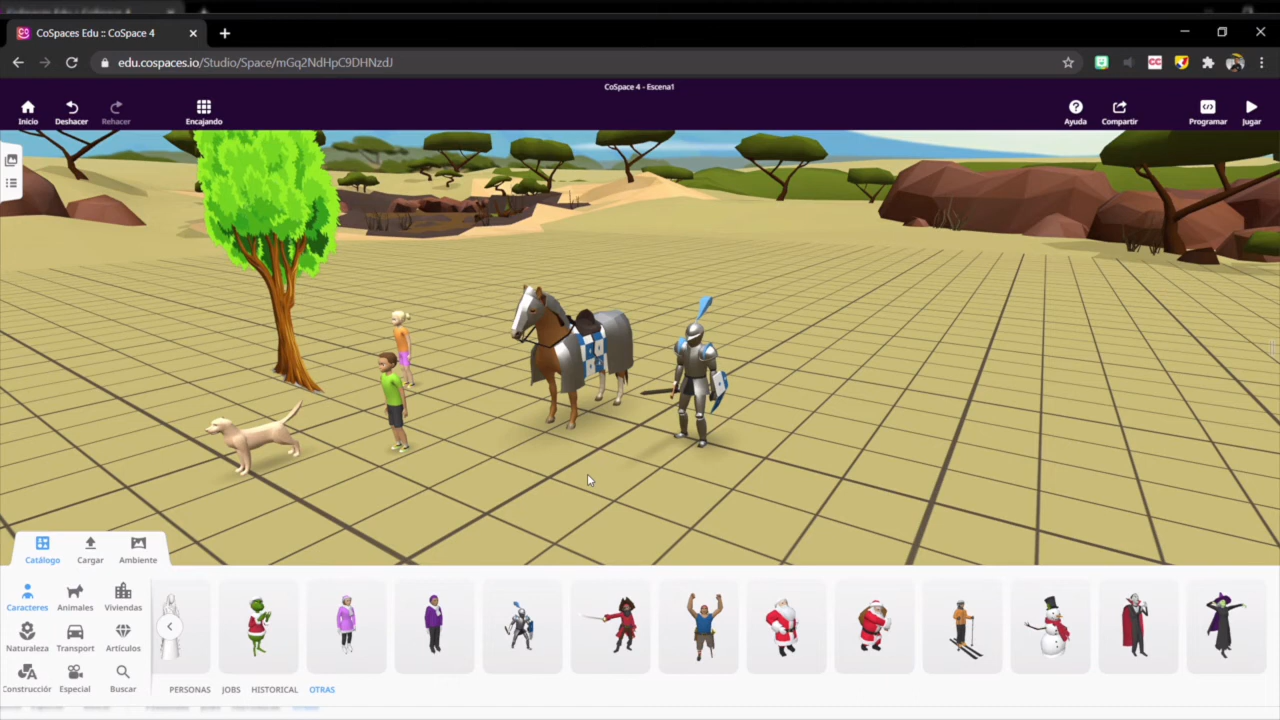 CoSpaces Edu :: CoSpace 4
edu.cospaces.io/Studio/Space/mGq2NdHpC9DHNzdJ
CC
CoSpace 4 - Escena1
Inicio
Deshacer
Rehacer
Encajando
Ayuda
Compartir
Programar
Jugar
Catálogo
Cargar
Ambiente
Caracteres
Animales
Viviendas
Naturaleza
Transport
Artículos
Construcción
Especial
Buscar
PERSONAS
JOBS
HISTORICAL
OTRAS